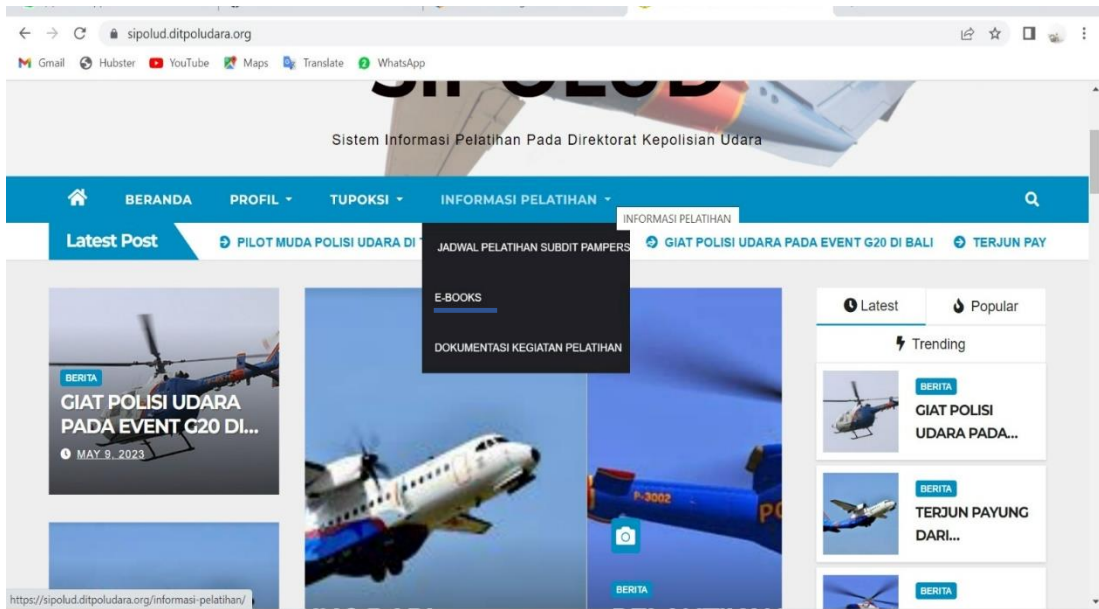 sipolud.ditpoludara.org
Gmail Hubster YouTube Maps Translate WhatsApp
SIPOLUD
Sistem Informasi Pelatihan Pada Direktorat Kepolisian Udara
BERANDA PROFIL TUPOKSI INFORMASI PELATIHAN
INFORMASI PELATIHAN
Latest Post PILOT MUDA POLISI UDARA DI GIAT POLISI UDARA PADA EVENT G20 DI BALI TERJUN PAY
JADWAL PELATIHAN SUBDIT PAMPERS
E-BOOKS
DOKUMENTASI KEGIATAN PELATIHAN
BERITA
GIAT POLISI UDARA
PADA EVENT G20 DI...
MAY 9, 2023
P-3002
PO
BERITA
Latest Popular
Trending
BERITA
GIAT POLISI
UDARA PADA...
BERITA
TERJUN PAYUNG
DARI...
BERITA
https://sipolud.ditpoludara.org/informasi-pelatihan/